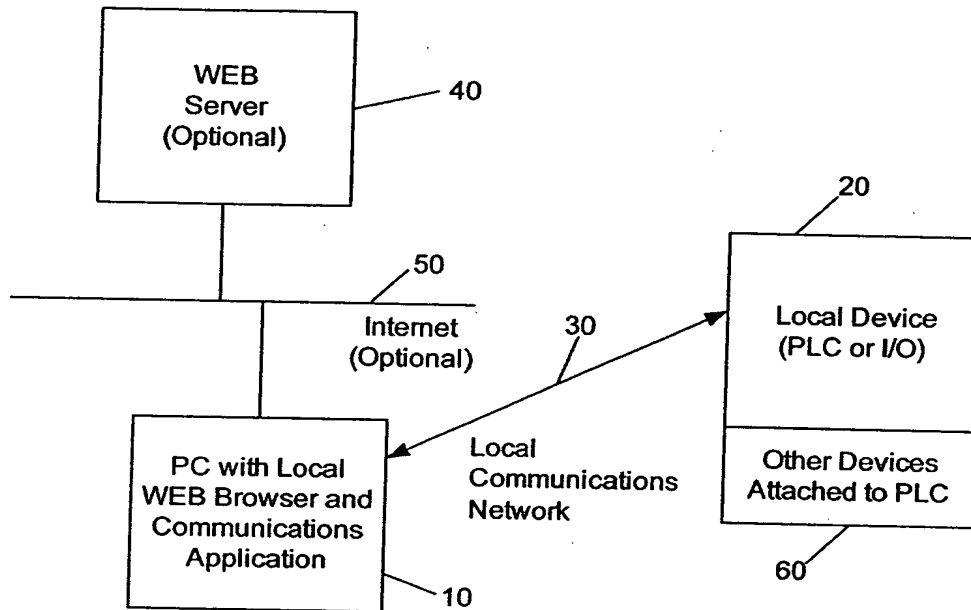 WEB
Server
(Optional)
40
20
50
Internet
(Optional)
30
Local Device
(PLC or I/O)
PC with Local
WEB Browser and
Communications
Application
Local
Communications
Network
Other Devices
Attached to PLC
10
60